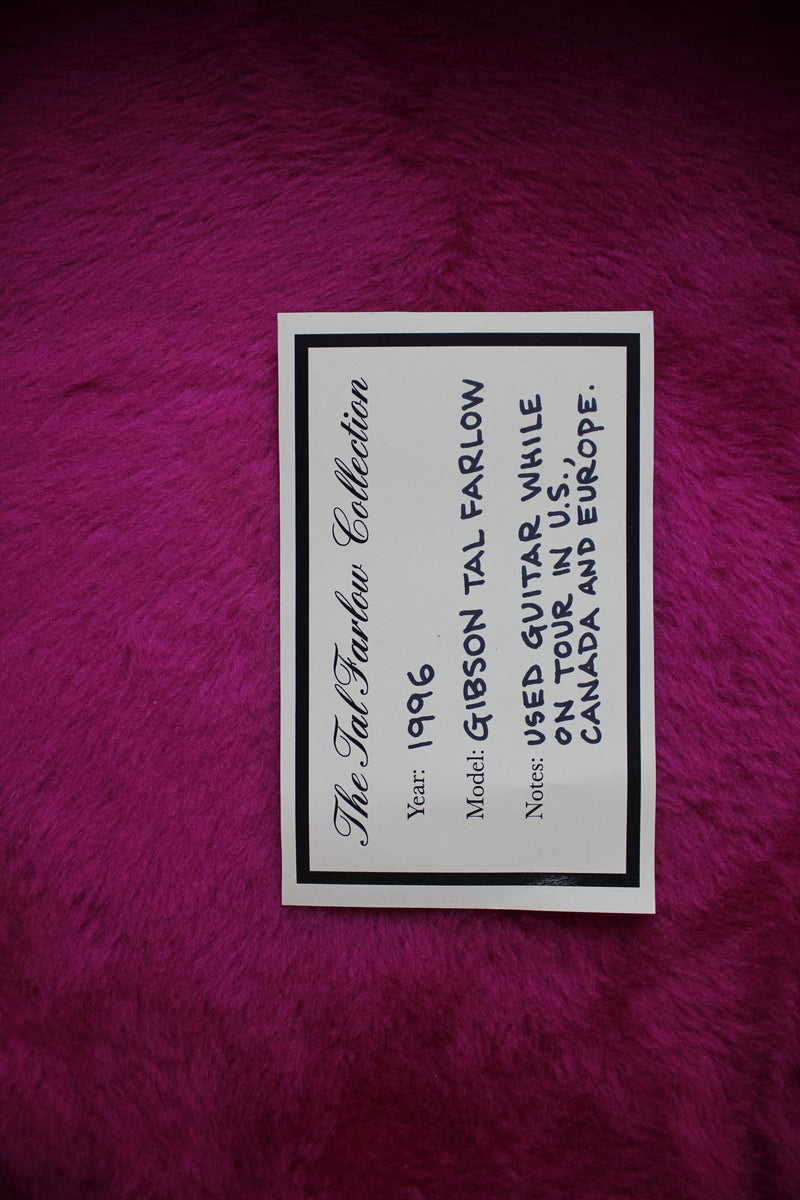 The Tal Farlow Collection
Year: 1996
Model: GIBSON TAL FARLOW
Notes: USED GUITAR WHILE
ON TOUR IN U.S.,
CANADA AND EUROPE.